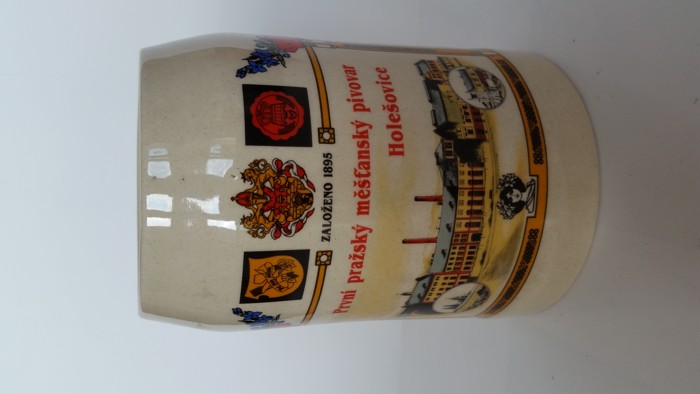 ZALOŽENO 1895
První pražský měšťanský pivovar
Holešovice